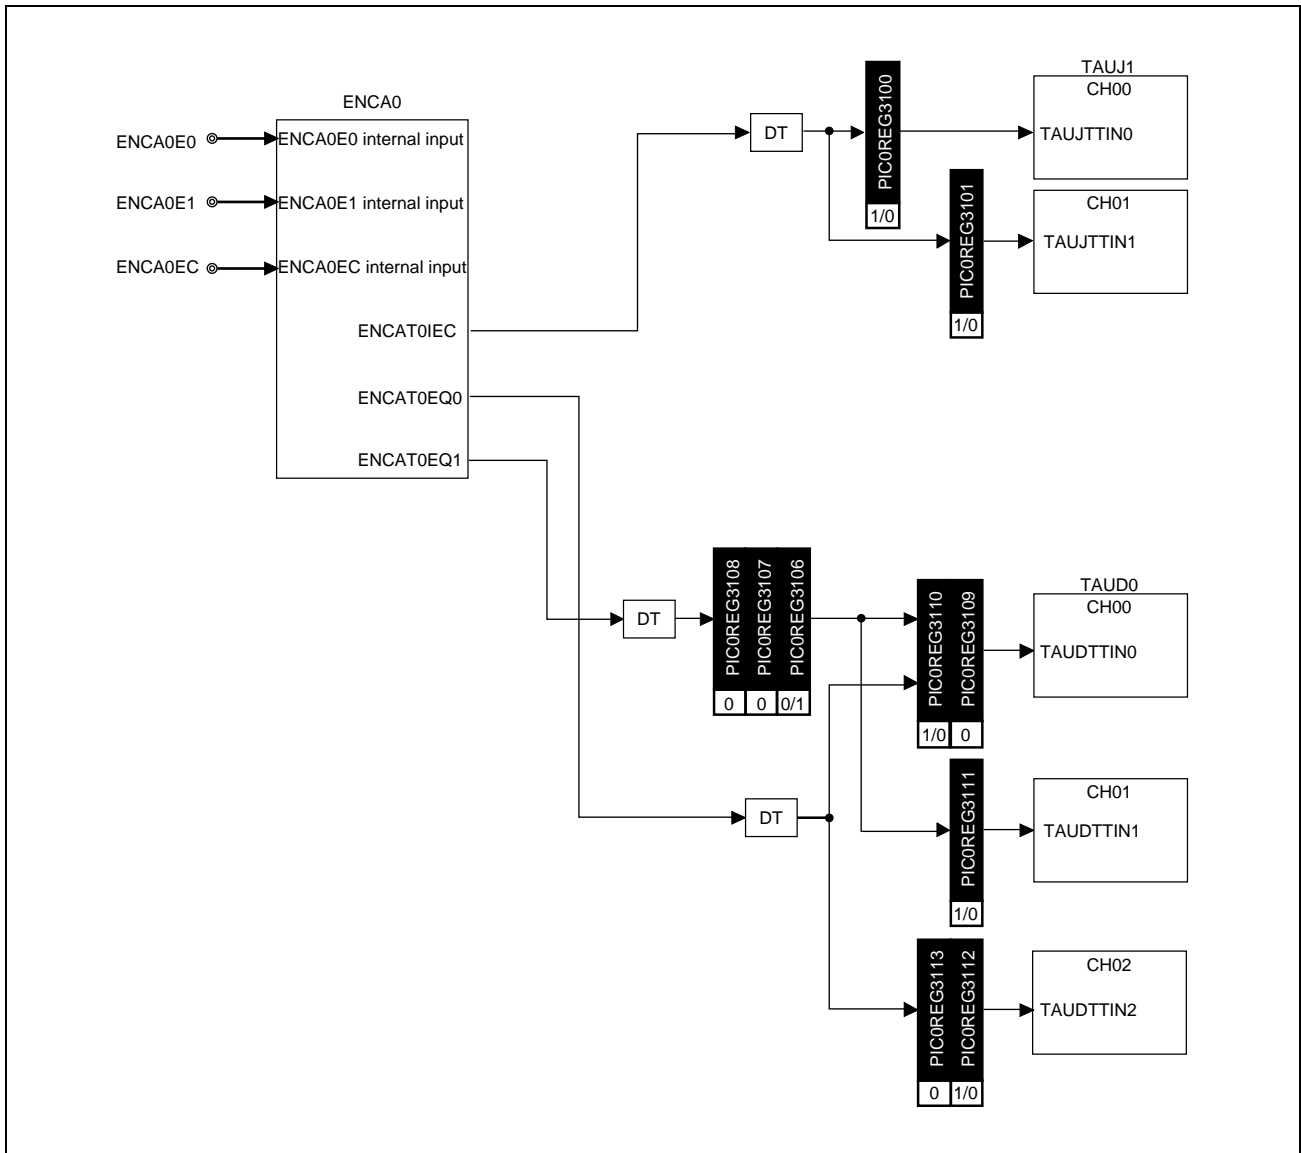 TAUJ1
CH00
TAUJTTIN0
PIC0REG3100
1/0
DT
ENCA0
ENCA0E0
ENCA0E0 internal input
ENCA0E1
ENCA0E1 internal input
ENCA0EC
ENCA0EC internal input
CH01
TAUJTTIN1
PIC0REG3101
1/0
ENCAT0IEC
ENCAT0EQ0
ENCAT0EQ1
DT
PIC0REG3108
PIC0REG3107
PIC0REG3106
0 0 0/1
PIC0REG3110
PIC0REG3109
1/0 0
TAUD0
CH00
TAUDTTIN0
DT
PIC0REG3111
1/0
CH01
TAUDTTIN1
PIC0REG3113
PIC0REG3112
0 1/0
CH02
TAUDTTIN2